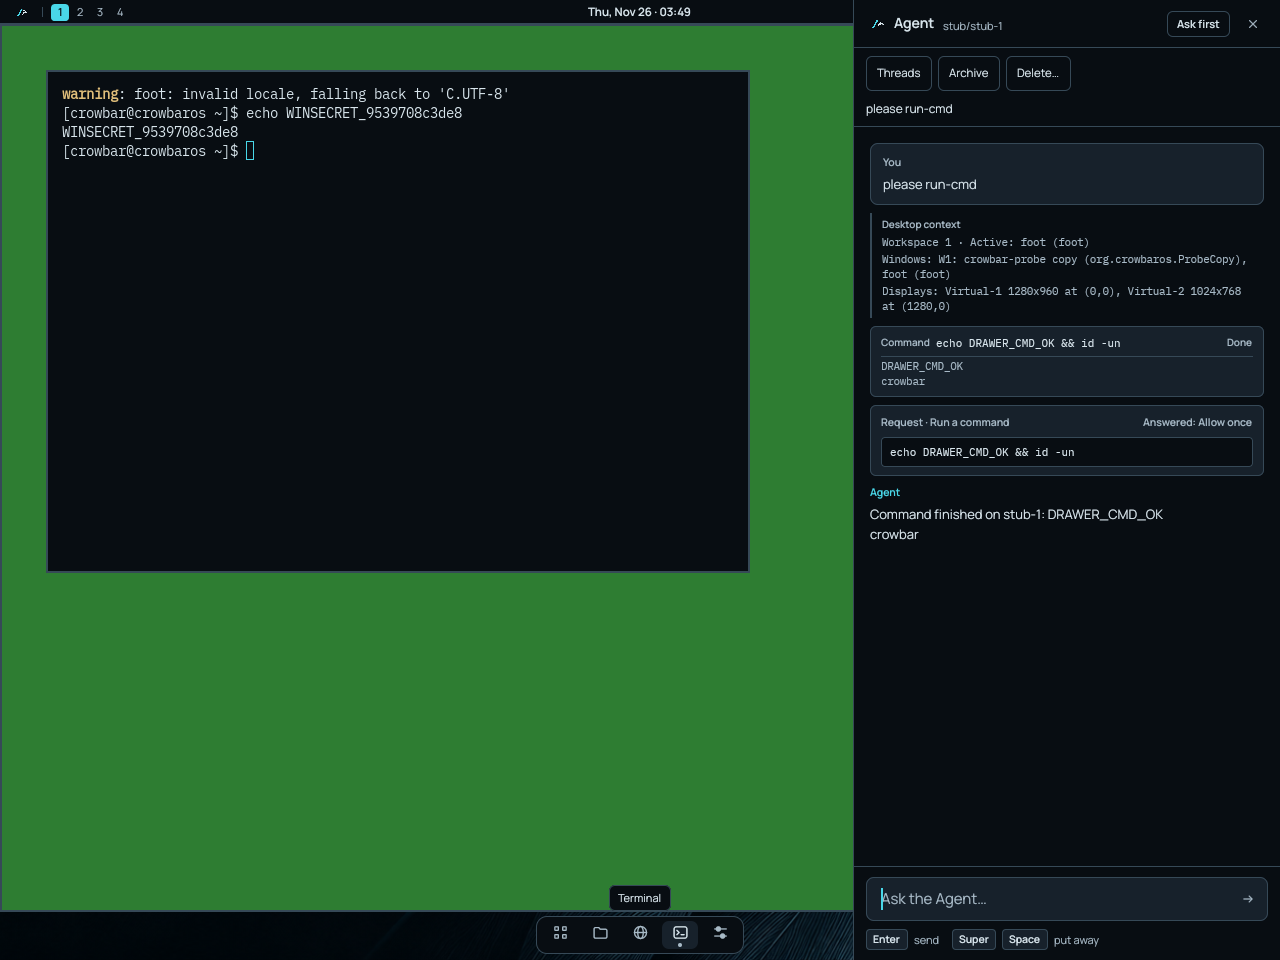 1 2 3 4
Thu, Nov 26 · 03:49
warning: foot: invalid locale, falling back to 'C.UTF-8'
[crowbar@crowbaros ~]$ echo WINSECRET_9539708c3de8
WINSECRET_9539708c3de8
[crowbar@crowbaros ~]$
Terminal
Agent stub/stub-1 Ask first
Threads Archive Delete…
please run-cmd
You
please run-cmd
Desktop context
Workspace 1 · Active: foot (foot)
Windows: W1: crowbar-probe copy (org.crowbaros.ProbeCopy),
foot (foot)
Displays: Virtual-1 1280x960 at (0,0), Virtual-2 1024x768
at (1280,0)
Command echo DRAWER_CMD_OK && id -un Done
DRAWER_CMD_OK
crowbar
Request · Run a command Answered: Allow once
echo DRAWER_CMD_OK && id -un
Agent
Command finished on stub-1: DRAWER_CMD_OK
crowbar
Ask the Agent…
Enter send Super Space put away